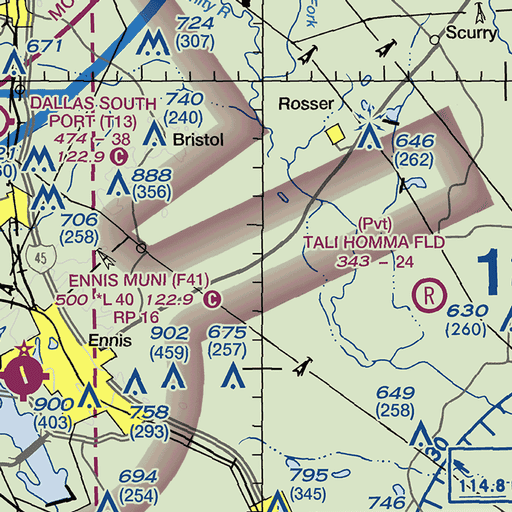 724
(307)
Fork
Scurry
671
DALLAS SOUTH
PORT (T13)
474 - 38
122.9 C
740
(240)
Bristol
Rosser
646
(262)
888
(356)
706
(258)
(Pvt)
TALI HOMMA FLD
343 - 24
45
ENNIS MUNI (F41)
500 *L 40 122.9 C
RP 16
R
630
(260)
Ennis
902
(459)
675
(257)
900
(403)
758
(293)
649
(258)
30
114.8
694
(254)
795
(345)
746